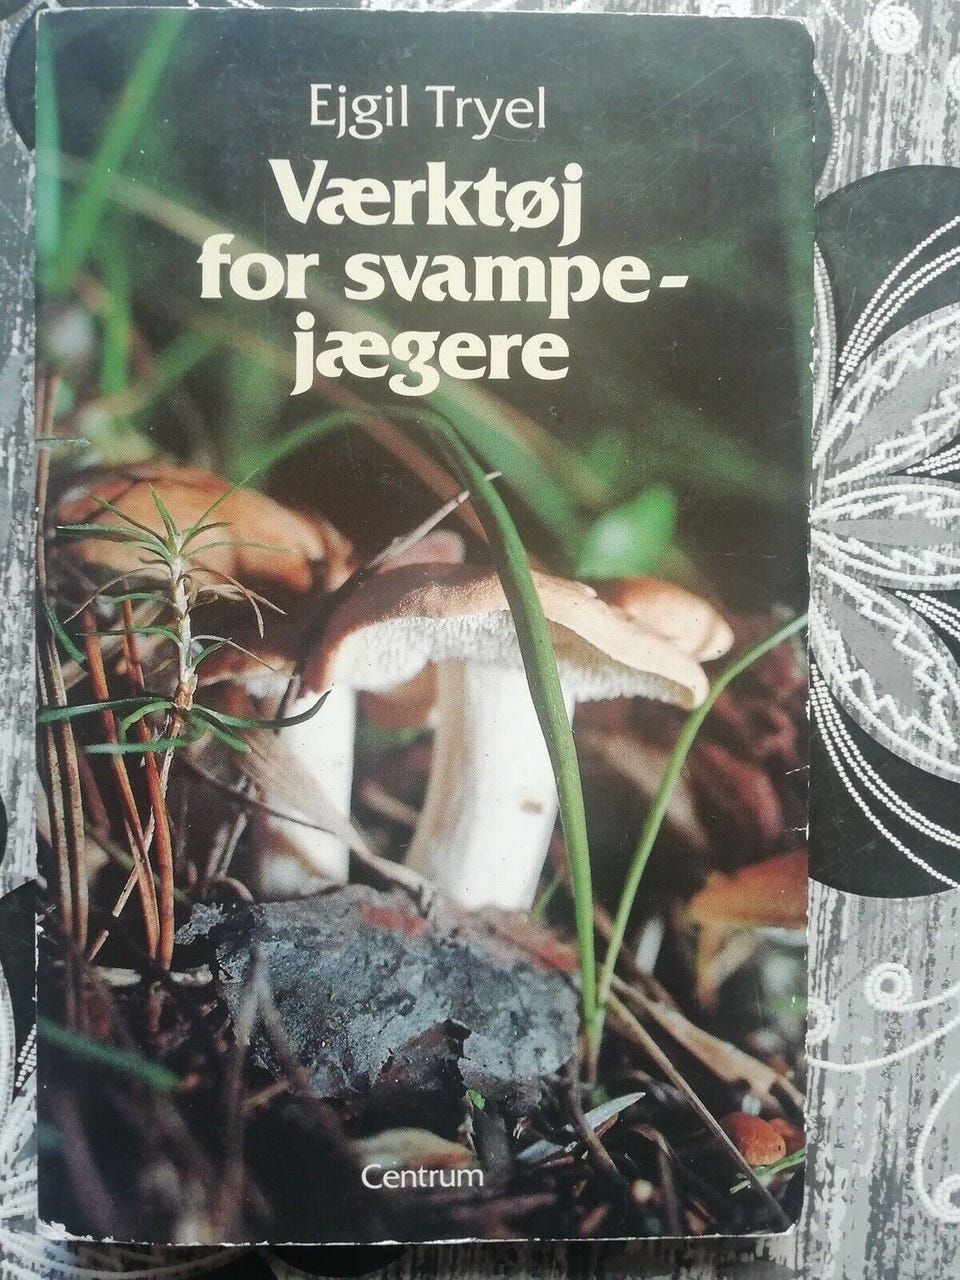 Ejgil Tryel
Værktøj
for svampe-
jægere
Centrum